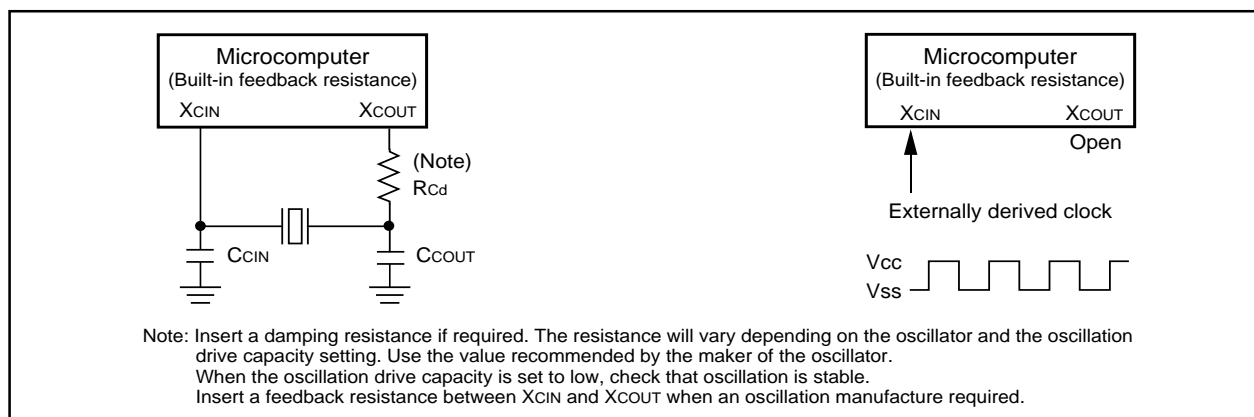 Microcomputer
(Built-in feedback resistance)
XCIN XCOUT
(Note)
RCd
CCIN CCOUT
Microcomputer
(Built-in feedback resistance)
XCIN XCOUT
Open
Externally derived clock
Vcc
Vss
Note: Insert a damping resistance if required. The resistance will vary depending on the oscillator and the oscillation
drive capacity setting. Use the value recommended by the maker of the oscillator.
When the oscillation drive capacity is set to low, check that oscillation is stable.
Insert a feedback resistance between XCIN and XCOUT when an oscillation manufacture required.